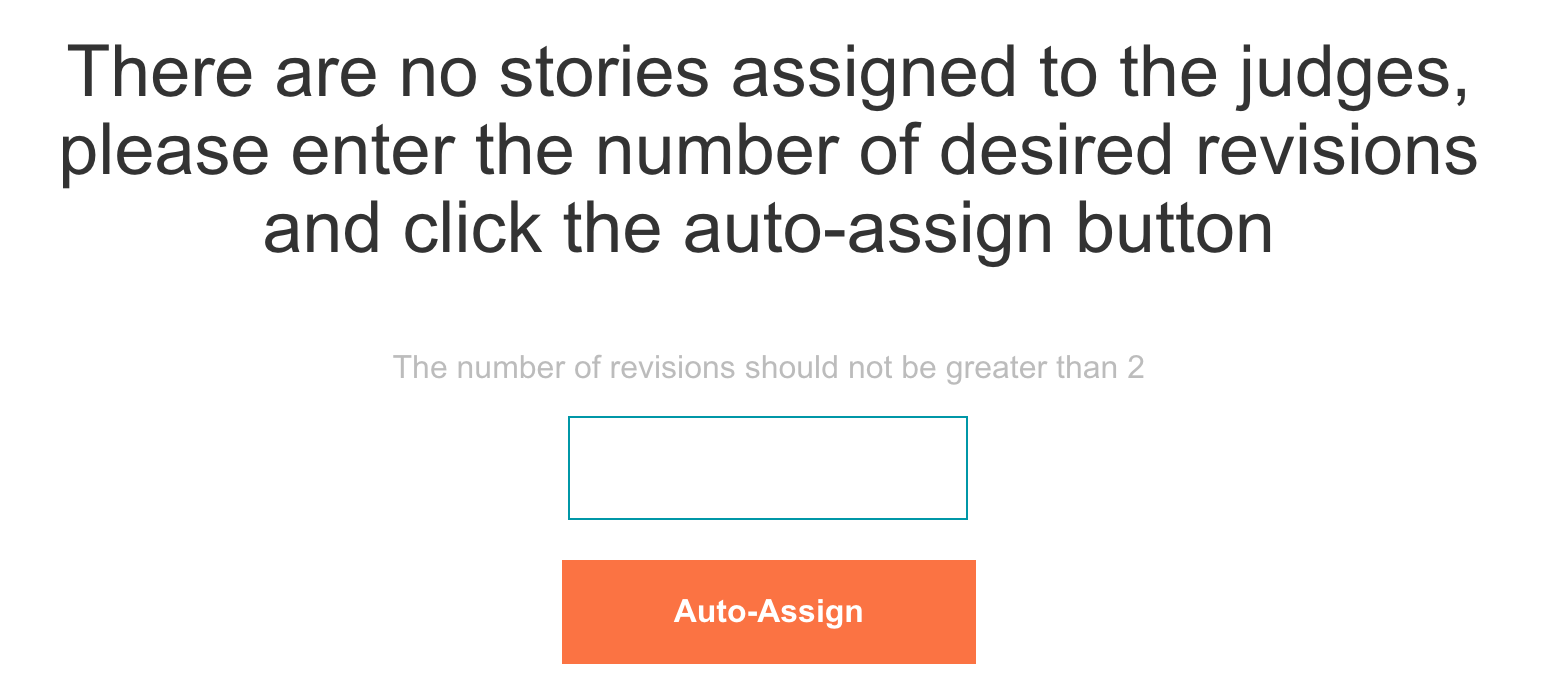 There are no stories assigned to the judges,
please enter the number of desired revisions
and click the auto-assign button
The number of revisions should not be greater than 2
Auto-Assign